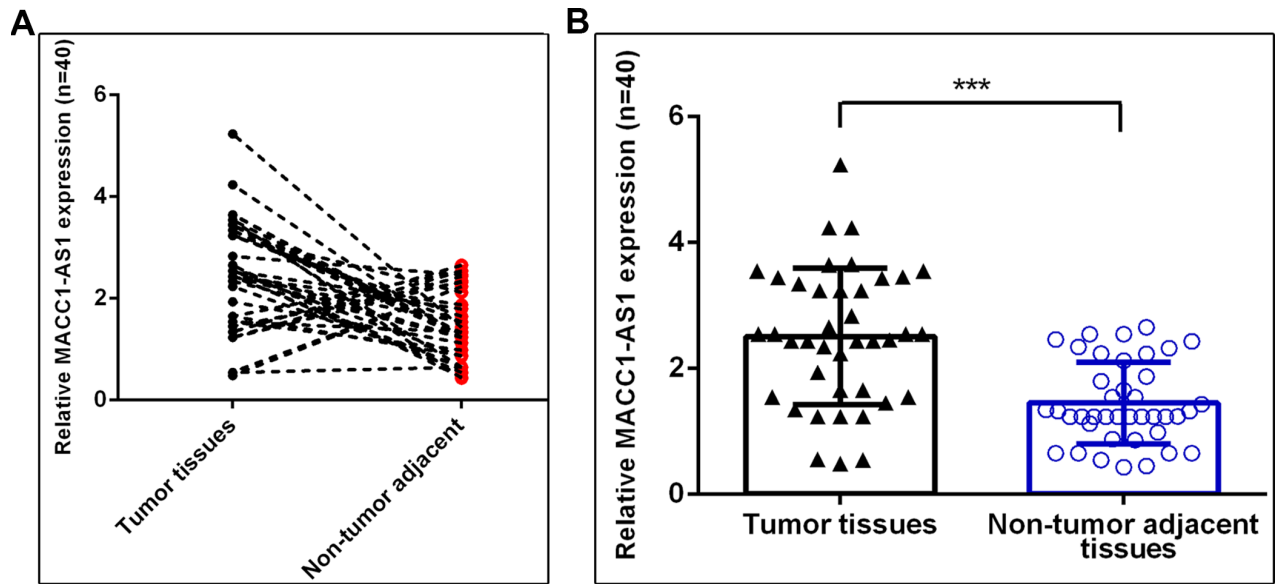 A
Relative MACC1-AS1 expression (n=40)
6
4
2
0
Tumor tissues
Non-tumor adjacent
B
Relative MACC1-AS1 expression (n=40)
6
4
2
0
***
Tumor tissues
Non-tumor adjacent
tissues